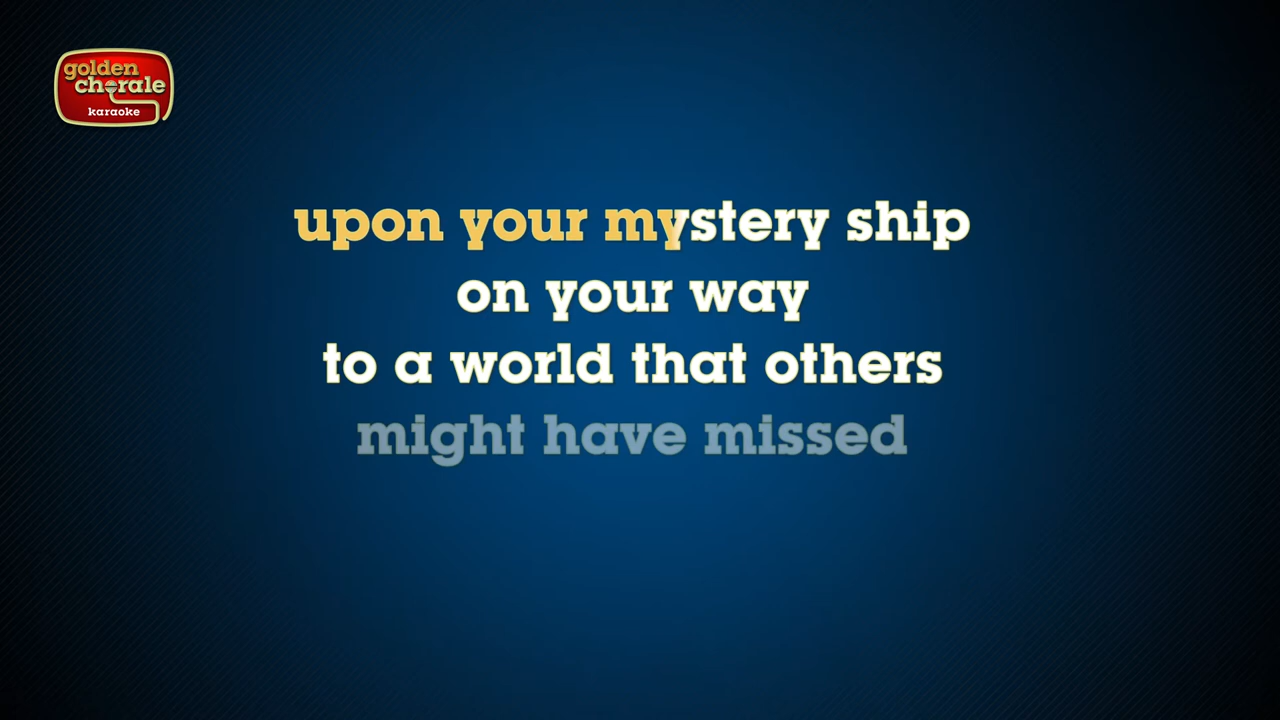 golden
chorale
karaoke
upon your mystery ship
on your way
to a world that others
might have missed